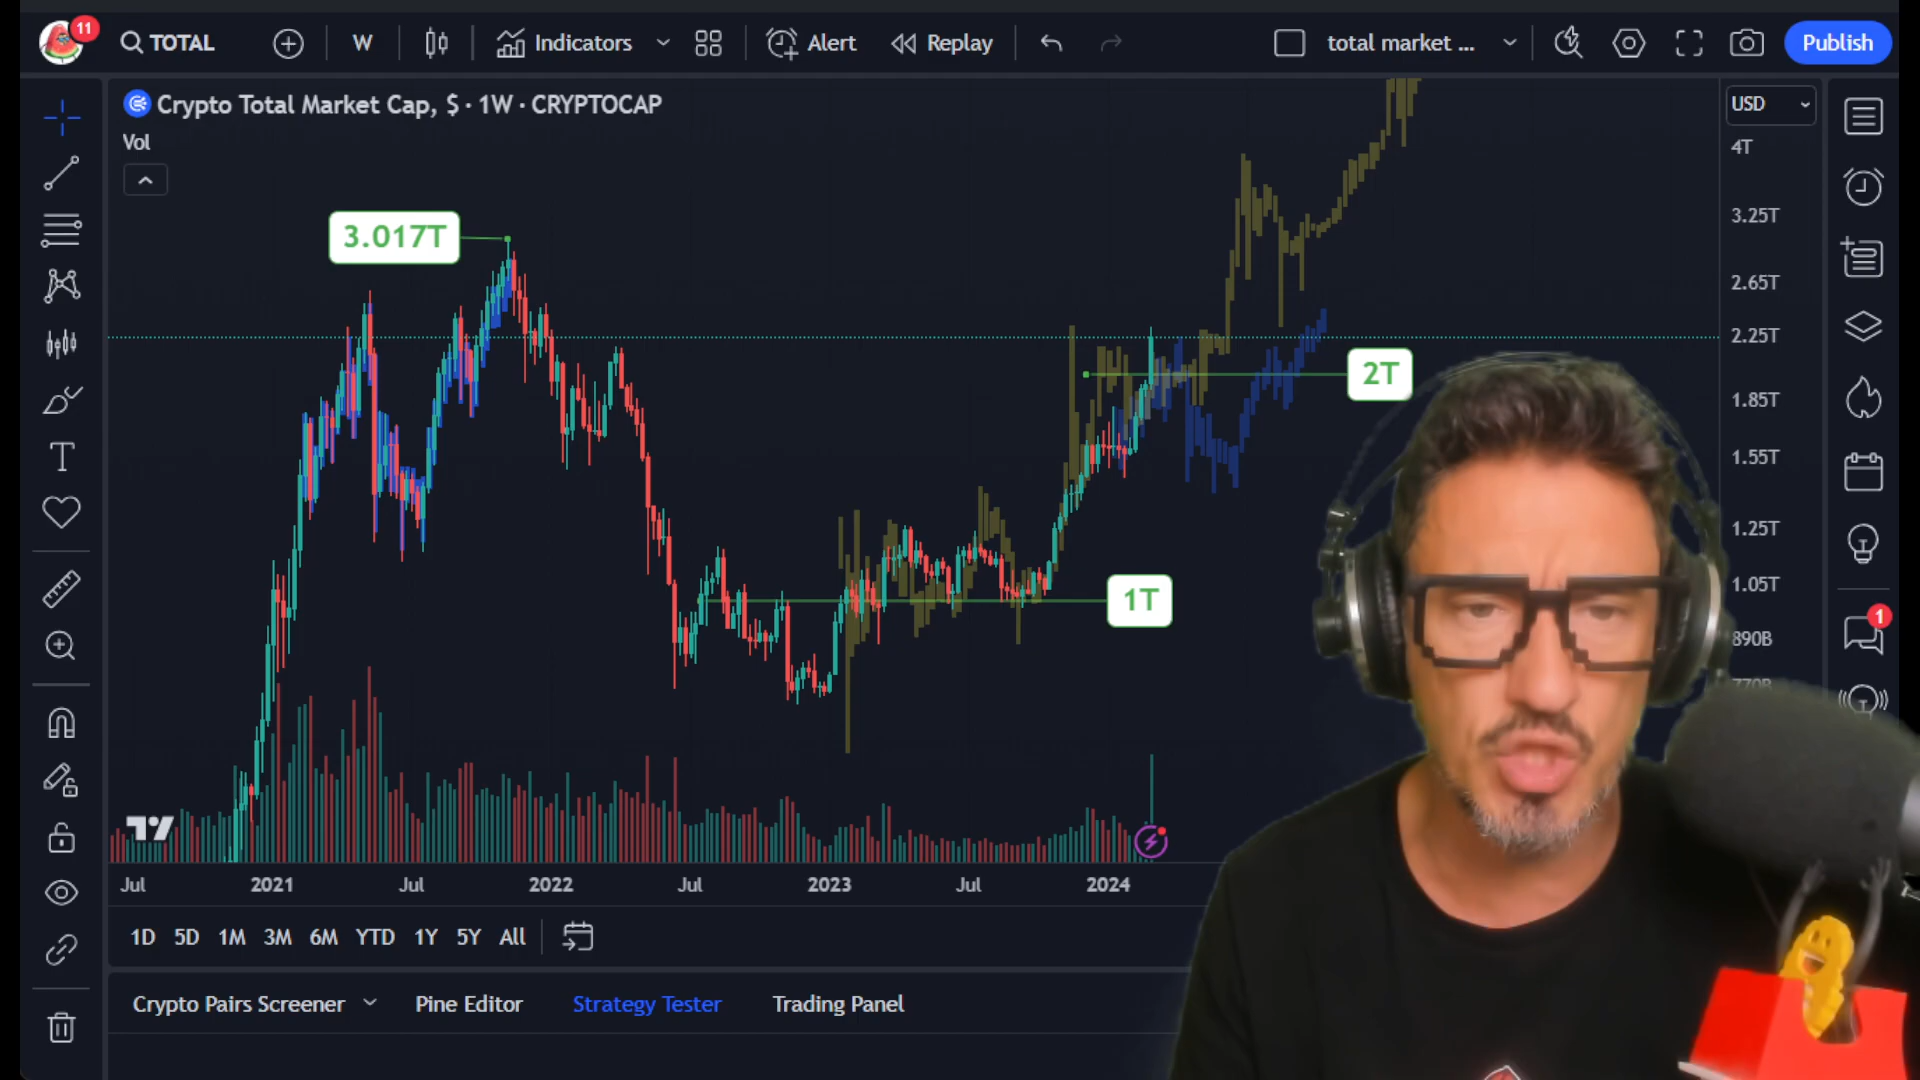 11
TOTAL
W
Indicators
Alert
Replay
total market ...
Publish
Crypto Total Market Cap, $ · 1W · CRYPTOCAP
USD
Vol
4T
3.017T
3.25T
2.65T
2.25T
2T
1.85T
1.55T
1.25T
1.05T
1T
1
890B
770B
Jul
2021
Jul
2022
Jul
2023
Jul
2024
1D
5D
1M
3M
6M
YTD
1Y
5Y
All
Crypto Pairs Screener
Pine Editor
Strategy Tester
Trading Panel